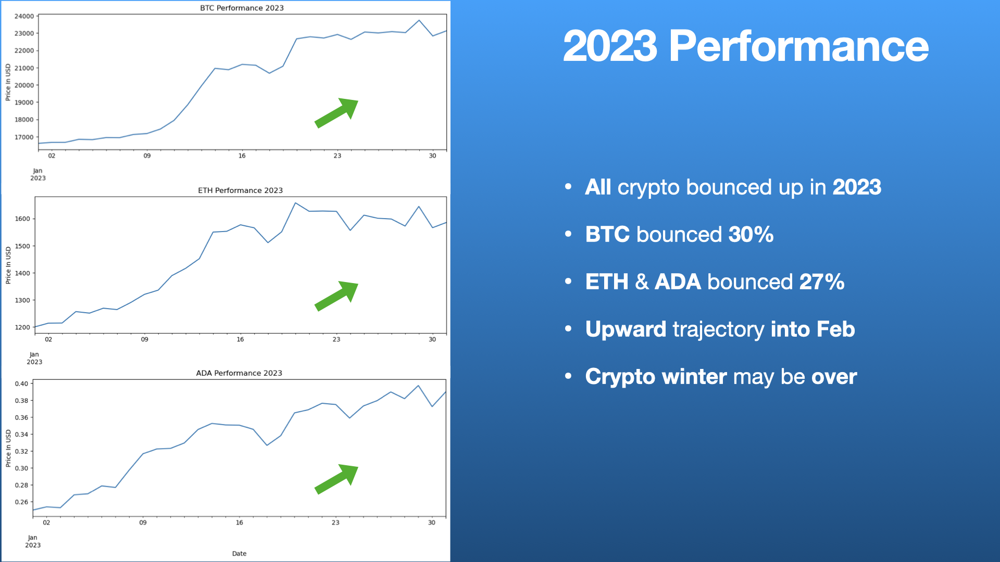 BTC Performance 2023
24000
23000
22000
21000
20000
19000
18000
17000
Price In USD
02 09 16 23 30
Jan
2023
ETH Performance 2023
1600
1500
1400
1300
1200
Price In USD
02 09 16 23 30
Jan
2023
ADA Performance 2023
0.40
0.38
0.36
0.34
0.32
0.30
0.28
0.26
Price In USD
02 09 16 23 30
Jan
2023
Date
2023 Performance
• All crypto bounced up in 2023
• BTC bounced 30%
• ETH & ADA bounced 27%
• Upward trajectory into Feb
• Crypto winter may be over